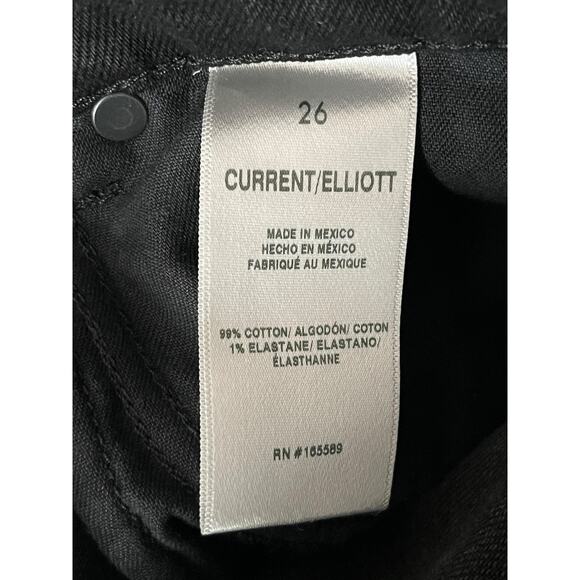 26
CURRENT/ELLIOTT
MADE IN MEXICO
HECHO EN MÉXICO
FABRIQUÉ AU MEXIQUE
99% COTTON/ ALGODÓN/ COTON
1% ELASTANE/ ELASTANO/
ÉLASTHANNE
RN #165589